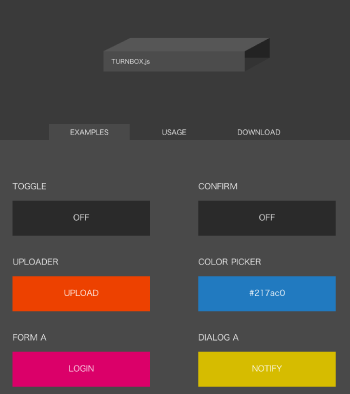 TURNBOX.js
EXAMPLES USAGE DOWNLOAD
TOGGLE CONFIRM
OFF OFF
UPLOADER COLOR PICKER
UPLOAD #217ac0
FORM A DIALOG A
LOGIN NOTIFY